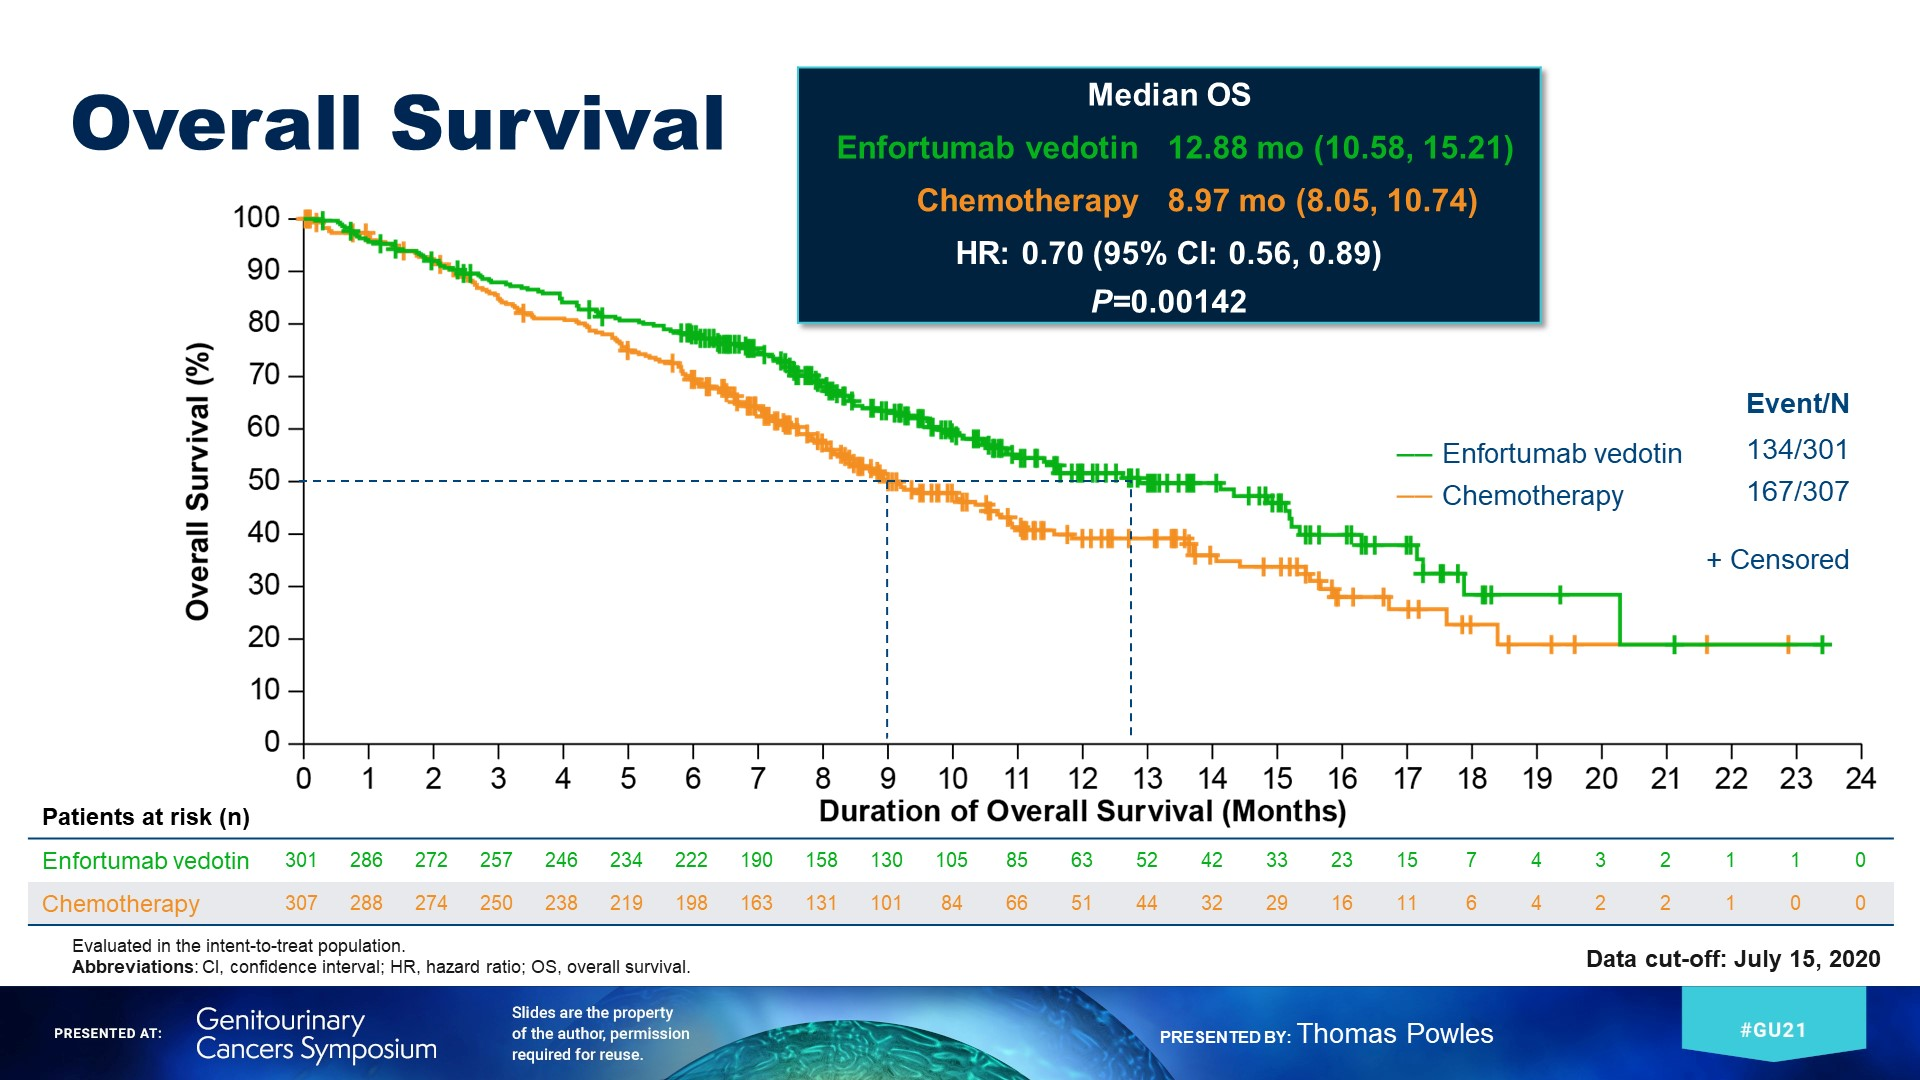 Overall Survival
Median OS
Enfortumab vedotin 12.88 mo (10.58, 15.21)
Chemotherapy 8.97 mo (8.05, 10.74)
HR: 0.70 (95% CI: 0.56, 0.89)
P=0.00142
Overall Survival (%)
100
90
80
70
60
50
40
30
20
10
0
Event/N
Enfortumab vedotin 134/301
Chemotherapy 167/307
+ Censored
0 1 2 3 4 5 6 7 8 9 10 11 12 13 14 15 16 17 18 19 20 21 22 23 24
Duration of Overall Survival (Months)
Patients at risk (n)
Enfortumab vedotin 301 286 272 257 246 234 222 190 158 130 105 85 63 52 42 33 23 15 7 4 3 2 1 1 0
Chemotherapy 307 288 274 250 238 219 198 163 131 101 84 66 51 44 32 29 16 11 6 4 2 2 1 0 0
Evaluated in the intent-to-treat population.
Abbreviations: CI, confidence interval; HR, hazard ratio; OS, overall survival.
Data cut-off: July 15, 2020
PRESENTED AT:
Genitourinary
Cancers Symposium
Slides are the property
of the author, permission
required for reuse.
PRESENTED BY: Thomas Powles
#GU21